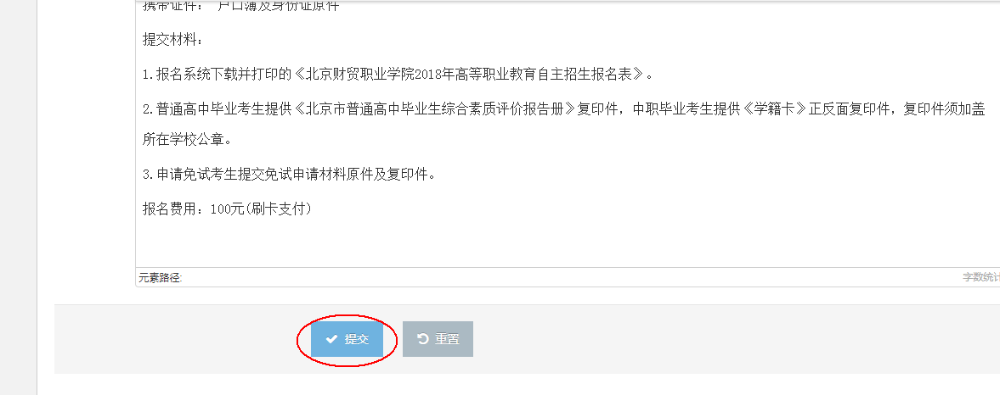 携带证件： 户口薄及身份证原件
提交材料：
1.报名系统下载并打印的《北京财贸职业学院2018年高等职业教育自主招生报名表》。
2.普通高中毕业考生提供《北京市普通高中毕业生综合素质评价报告册》复印件，中职毕业考生提供《学籍卡》正反面复印件，复印件须加盖
所在学校公章。
3.申请免试考生提交免试申请材料原件及复印件。
报名费用：100元(刷卡支付)
元素路径: 字数统计
提交 重置